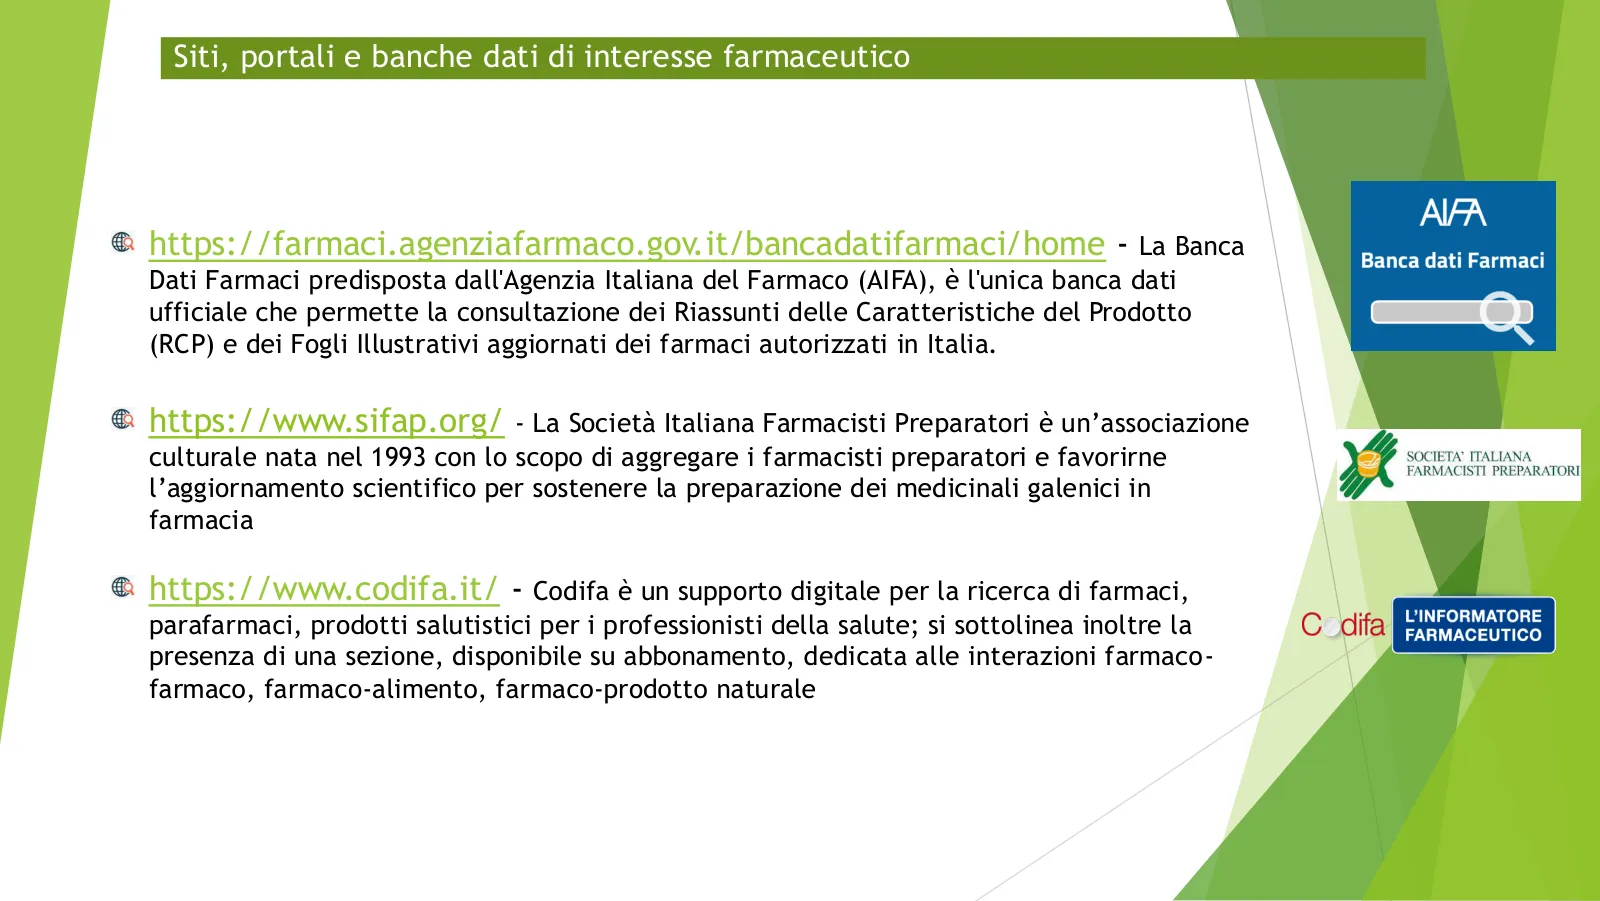 Siti, portali e banche dati di interesse farmaceutico
https://farmaci.agenziafarmaco.gov.it/bancadatifarmaci/home - La Banca
Dati Farmaci predisposta dall'Agenzia Italiana del Farmaco (AIFA), è l'unica banca dati
ufficiale che permette la consultazione dei Riassunti delle Caratteristiche del Prodotto
(RCP) e dei Fogli Illustrativi aggiornati dei farmaci autorizzati in Italia.
AIFA
Banca dati Farmaci
https://www.sifap.org/ - La Società Italiana Farmacisti Preparatori è un’associazione
culturale nata nel 1993 con lo scopo di aggregare i farmacisti preparatori e favorirne
l’aggiornamento scientifico per sostenere la preparazione dei medicinali galenici in
farmacia
SOCIETA’ ITALIANA
FARMACISTI PREPARATORI
https://www.codifa.it/ - Codifa è un supporto digitale per la ricerca di farmaci,
parafarmaci, prodotti salutistici per i professionisti della salute; si sottolinea inoltre la
presenza di una sezione, disponibile su abbonamento, dedicata alle interazioni farmaco-
farmaco, farmaco-alimento, farmaco-prodotto naturale
Codifa
L’INFORMATORE
FARMACEUTICO